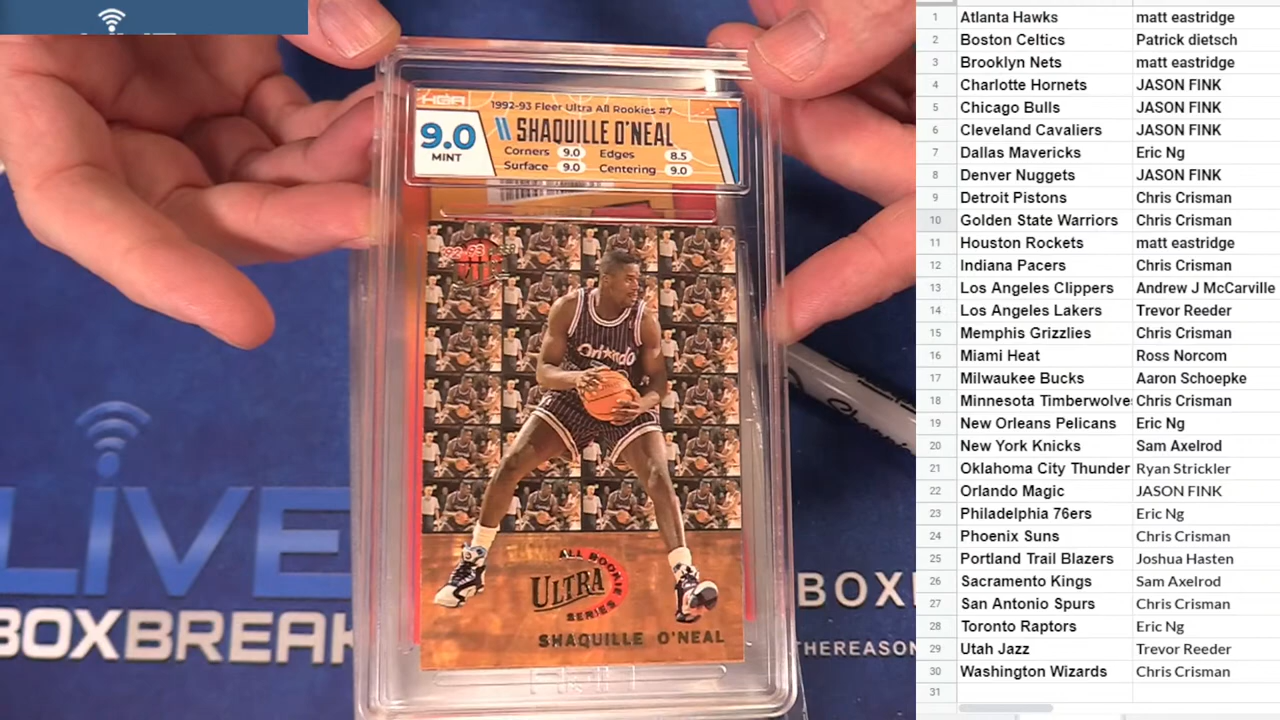 HGA
1992-93 Fleer Ultra All Rookies #7
9.0
MINT
SHAQUILLE O'NEAL
Corners 9.0 Edges 8.5
Surface 9.0 Centering 9.0
Orlando
ALL ROOKIE
ULTRA
SERIES
SHAQUILLE O'NEAL
LIVE
BOXBREAK
BOX
THEREASON
1 Atlanta Hawks matt eastridge
2 Boston Celtics Patrick dietsch
3 Brooklyn Nets matt eastridge
4 Charlotte Hornets JASON FINK
5 Chicago Bulls JASON FINK
6 Cleveland Cavaliers JASON FINK
7 Dallas Mavericks Eric Ng
8 Denver Nuggets JASON FINK
9 Detroit Pistons Chris Crisman
10 Golden State Warriors Chris Crisman
11 Houston Rockets matt eastridge
12 Indiana Pacers Chris Crisman
13 Los Angeles Clippers Andrew J McCarville
14 Los Angeles Lakers Trevor Reeder
15 Memphis Grizzlies Chris Crisman
16 Miami Heat Ross Norcom
17 Milwaukee Bucks Aaron Schoepke
18 Minnesota Timberwolve Chris Crisman
19 New Orleans Pelicans Eric Ng
20 New York Knicks Sam Axelrod
21 Oklahoma City Thunder Ryan Strickler
22 Orlando Magic JASON FINK
23 Philadelphia 76ers Eric Ng
24 Phoenix Suns Chris Crisman
25 Portland Trail Blazers Joshua Hasten
26 Sacramento Kings Sam Axelrod
27 San Antonio Spurs Chris Crisman
28 Toronto Raptors Eric Ng
29 Utah Jazz Trevor Reeder
30 Washington Wizards Chris Crisman
31